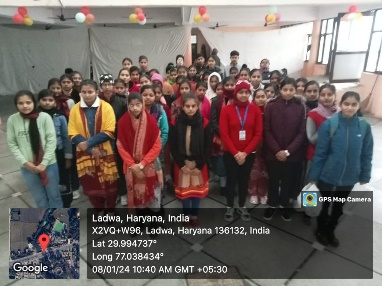 GPS Map Camera
Ladwa, Haryana, India
X2VQ+W96, Ladwa, Haryana 136132, India
Lat 29.994737°
Long 77.038434°
08/01/24 10:40 AM GMT +05:30
Google